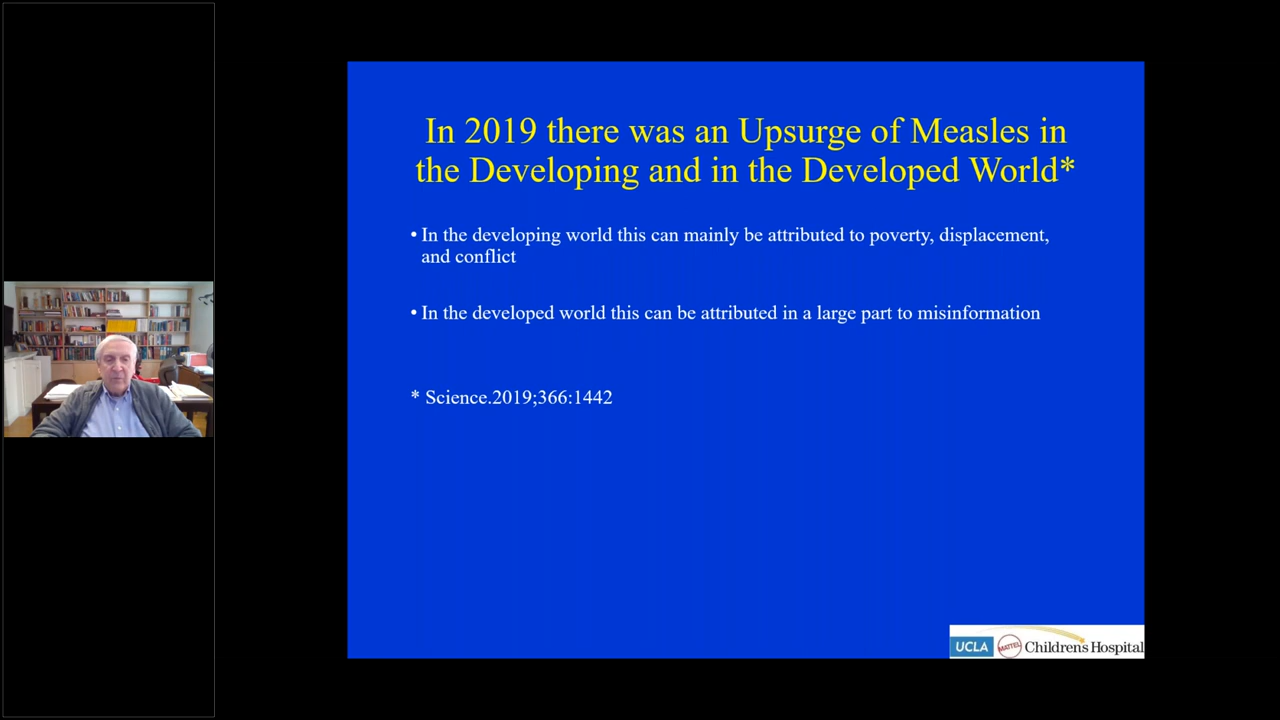 In 2019 there was an Upsurge of Measles in
the Developing and in the Developed World*
• In the developing world this can mainly be attributed to poverty, displacement,
and conflict
• In the developed world this can be attributed in a large part to misinformation
* Science.2019;366:1442
UCLA MATTEL Childrens Hospital